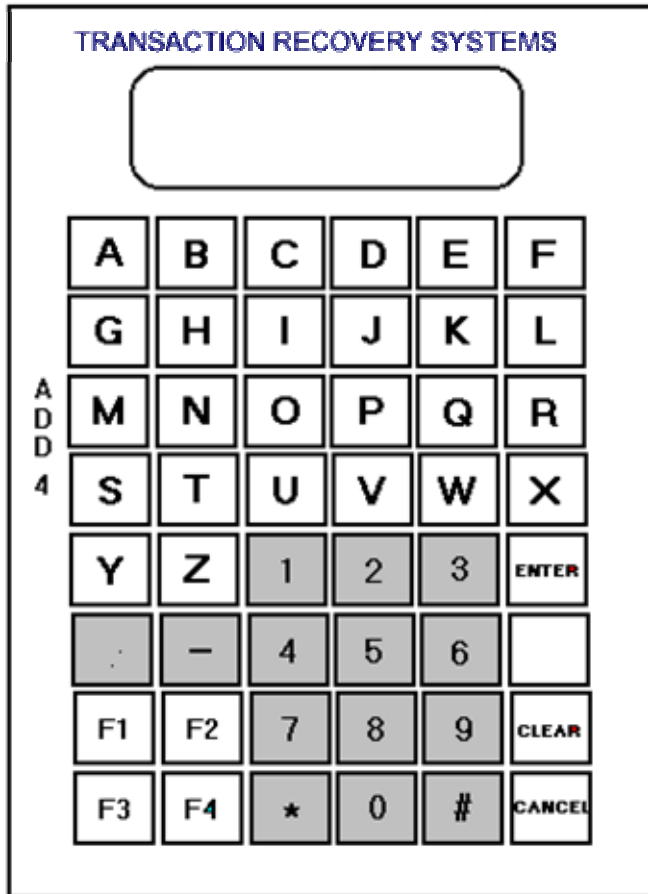 TRANSACTION RECOVERY SYSTEMS
A B C D E F
G H I J K L
M N O P Q R
S T U V W X
Y Z 1 2 3 ENTER
. - 4 5 6
F1 F2 7 8 9 CLEAR
F3 F4 * 0 # CANCEL
ADD 4